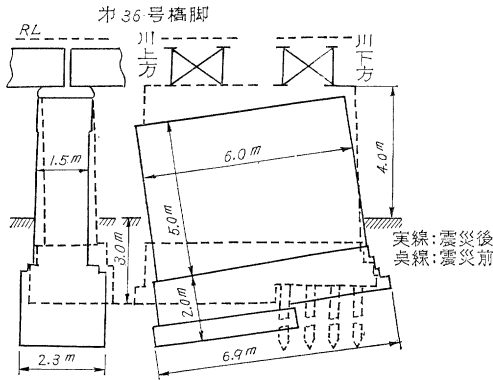 第36号橋脚
RL
川上方
川下方
1.5m
6.0m
4.0m
5.0m
3.0m
実線:震災後
点線:震災前
2.0m
2.3m
6.9m